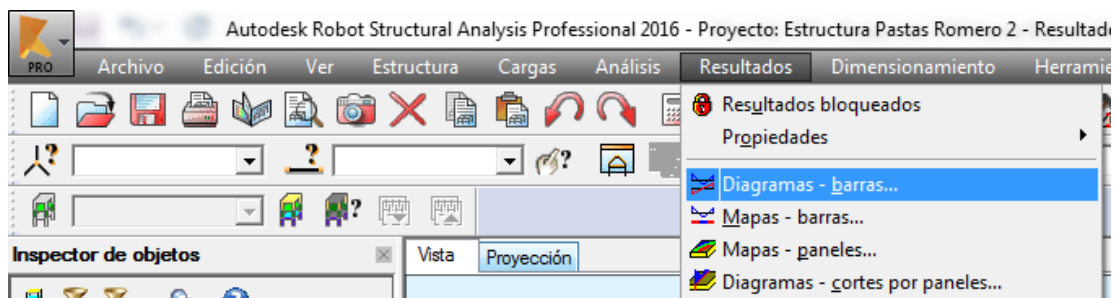 Autodesk Robot Structural Analysis Professional 2016 - Proyecto: Estructura Pastas Romero 2 - Resultad
PRO Archivo Edición Ver Estructura Cargas Análisis Resultados Dimensionamiento Herramie
Resultados bloqueados
Propiedades
Diagramas - barras...
Mapas - barras...
Mapas - paneles...
Diagramas - cortes por paneles...
Inspector de objetos
Vista Proyección